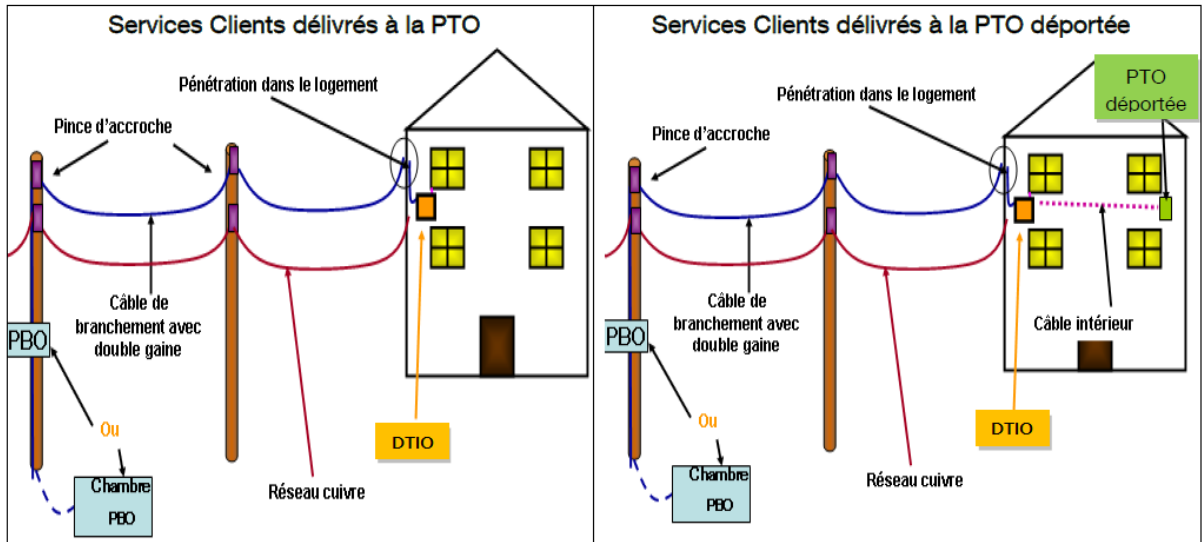 Services Clients délivrés à la PTO
Pénétration dans le logement
Pince d'accroche
Câble de
branchement avec
double gaine
PBO
Ou
DTIO
Chambre
PBO
Réseau cuivre
Services Clients délivrés à la PTO déportée
PTO
déportée
Pénétration dans le logement
Pince d'accroche
Câble de
branchement avec
double gaine
Câble intérieur
PBO
Ou
DTIO
Chambre
PBO
Réseau cuivre